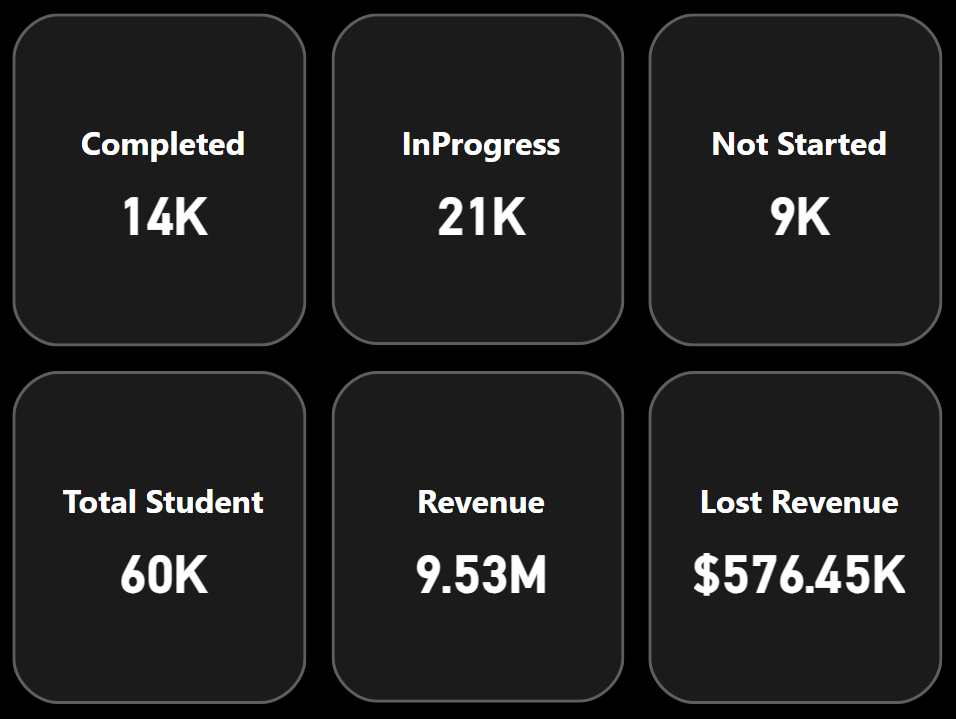 Completed
14K
InProgress
21K
Not Started
9K
Total Student
60K
Revenue
9.53M
Lost Revenue
$576.45K